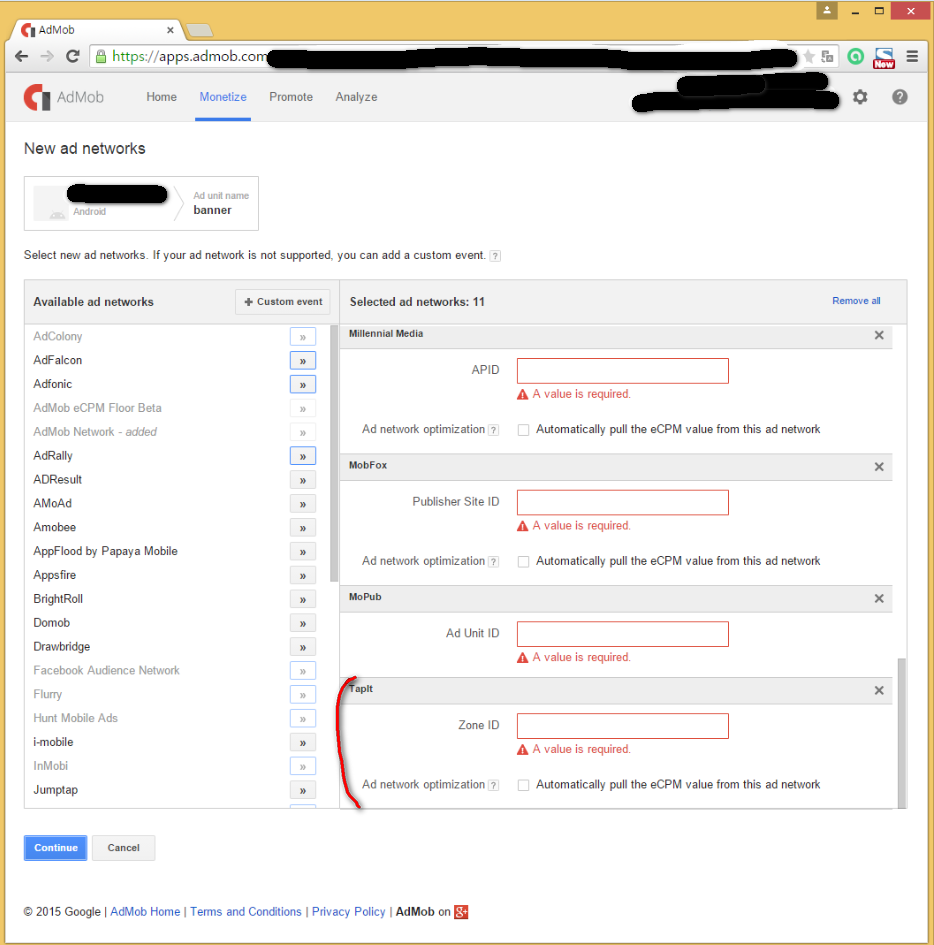 AdMob
https://apps.admob.com
Now
AdMob Home Monetize Promote Analyze
New ad networks
Android
Ad unit name
banner
Select new ad networks. If your ad network is not supported, you can add a custom event. ?
Available ad networks + Custom event Selected ad networks: 11 Remove all
AdColony »
AdFalcon »
Adfonic »
AdMob eCPM Floor Beta »
AdMob Network - added »
AdRally »
ADResult »
AMoAd »
Amobee »
AppFlood by Papaya Mobile »
Appsfire »
BrightRoll »
Domob »
Drawbridge »
Facebook Audience Network »
Flurry »
Hunt Mobile Ads »
i-mobile »
InMobi »
Jumptap »
Millennial Media
APID
A value is required.
Ad network optimization ? Automatically pull the eCPM value from this ad network
MobFox
Publisher Site ID
A value is required.
Ad network optimization ? Automatically pull the eCPM value from this ad network
MoPub
Ad Unit ID
A value is required.
TapIt
Zone ID
A value is required.
Ad network optimization ? Automatically pull the eCPM value from this ad network
Continue Cancel
© 2015 Google | AdMob Home | Terms and Conditions | Privacy Policy | AdMob on g+